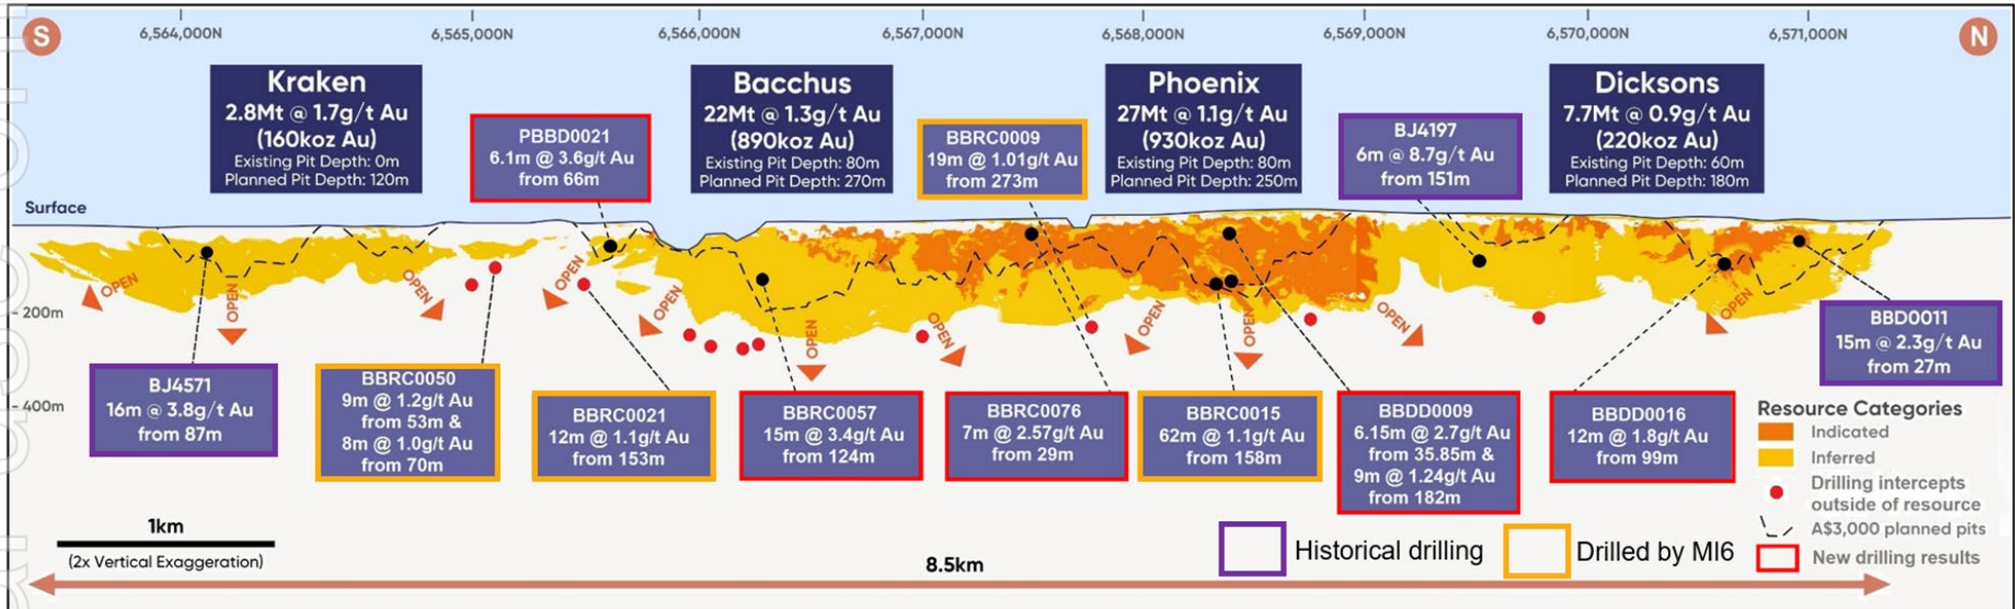 S
6,564,000N
6,565,000N
6,566,000N
6,567,000N
6,568,000N
6,569,000N
6,570,000N
6,571,000N
N
Kraken
2.8Mt @ 1.7g/t Au
(160koz Au)
Existing Pit Depth: 0m
Planned Pit Depth: 120m
PBBD0021
6.1m @ 3.6g/t Au
from 66m
Bacchus
22Mt @ 1.3g/t Au
(890koz Au)
Existing Pit Depth: 80m
Planned Pit Depth: 270m
BBRC0009
19m @ 1.01g/t Au
from 273m
Phoenix
27Mt @ 1.1g/t Au
(930koz Au)
Existing Pit Depth: 80m
Planned Pit Depth: 250m
BJ4197
6m @ 8.7g/t Au
from 151m
Dicksons
7.7Mt @ 0.9g/t Au
(220koz Au)
Existing Pit Depth: 60m
Planned Pit Depth: 180m
Surface
OPEN
OPEN
OPEN
OPEN
OPEN
OPEN
OPEN
OPEN
OPEN
OPEN
OPEN
- 200m
- 400m
BJ4571
16m @ 3.8g/t Au
from 87m
BBRC0050
9m @ 1.2g/t Au
from 53m &
8m @ 1.0g/t Au
from 70m
BBRC0021
12m @ 1.1g/t Au
from 153m
BBRC0057
15m @ 3.4g/t Au
from 124m
BBRC0076
7m @ 2.57g/t Au
from 29m
BBRC0015
62m @ 1.1g/t Au
from 158m
BBDD0009
6.15m @ 2.7g/t Au
from 35.85m &
9m @ 1.24g/t Au
from 182m
BBDD0016
12m @ 1.8g/t Au
from 99m
BBD0011
15m @ 2.3g/t Au
from 27m
Resource Categories
Indicated
Inferred
Drilling intercepts
outside of resource
A$3,000 planned pits
New drilling results
Historical drilling
Drilled by MI6
1km
(2x Vertical Exaggeration)
8.5km